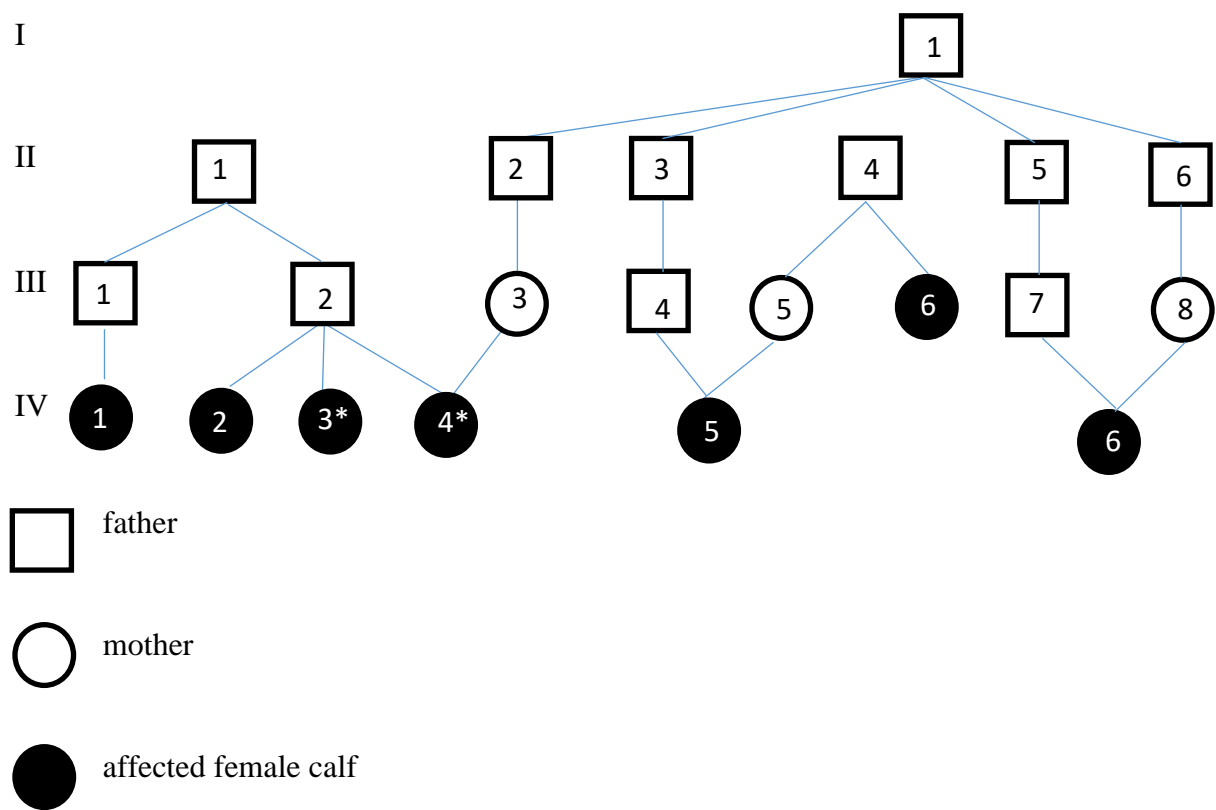 I
1
II
1 2 3 4 5 6
III
1 2 3 4 5 6 7 8
IV
1 2 3* 4* 5 6
father
mother
affected female calf